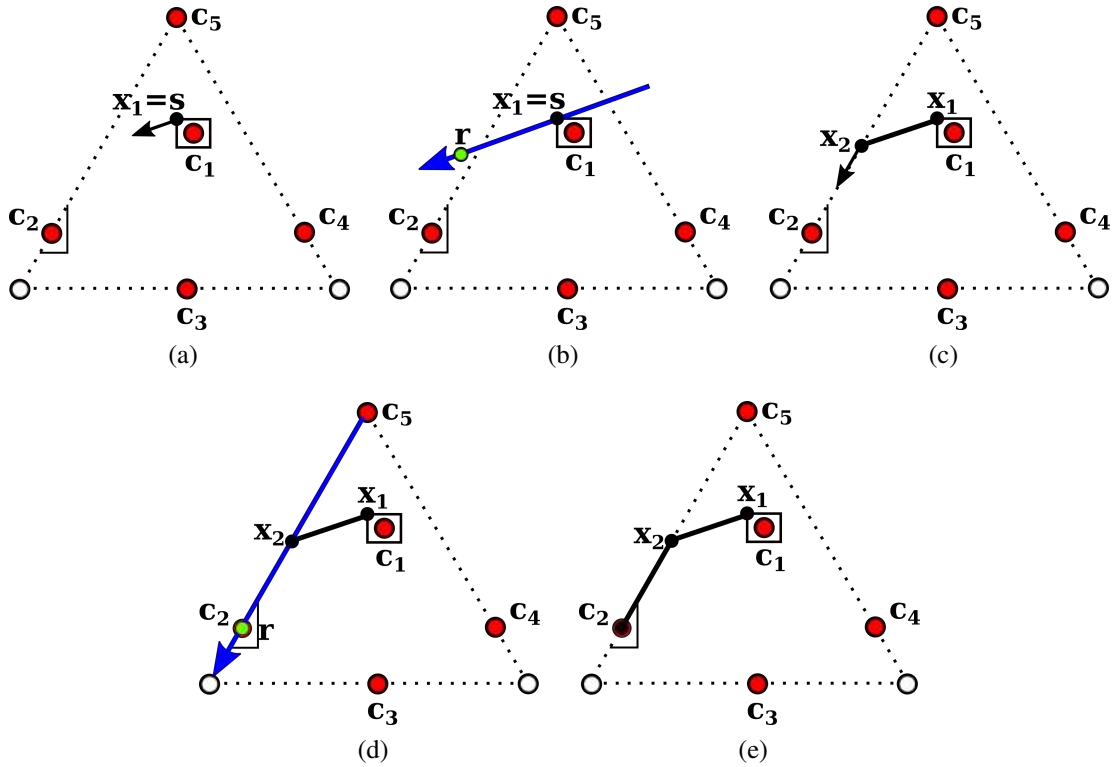 c5 c5 c5
x1=s x1=s x1
r x2
c1 c1 c1
c2 c4 c2 c4 c2 c4
c3 c3 c3
(a) (b) (c)
c5 c5
x1 x1
x2 x2
c1 c1
c2 r c4 c2 c4
c3 c3
(d) (e)